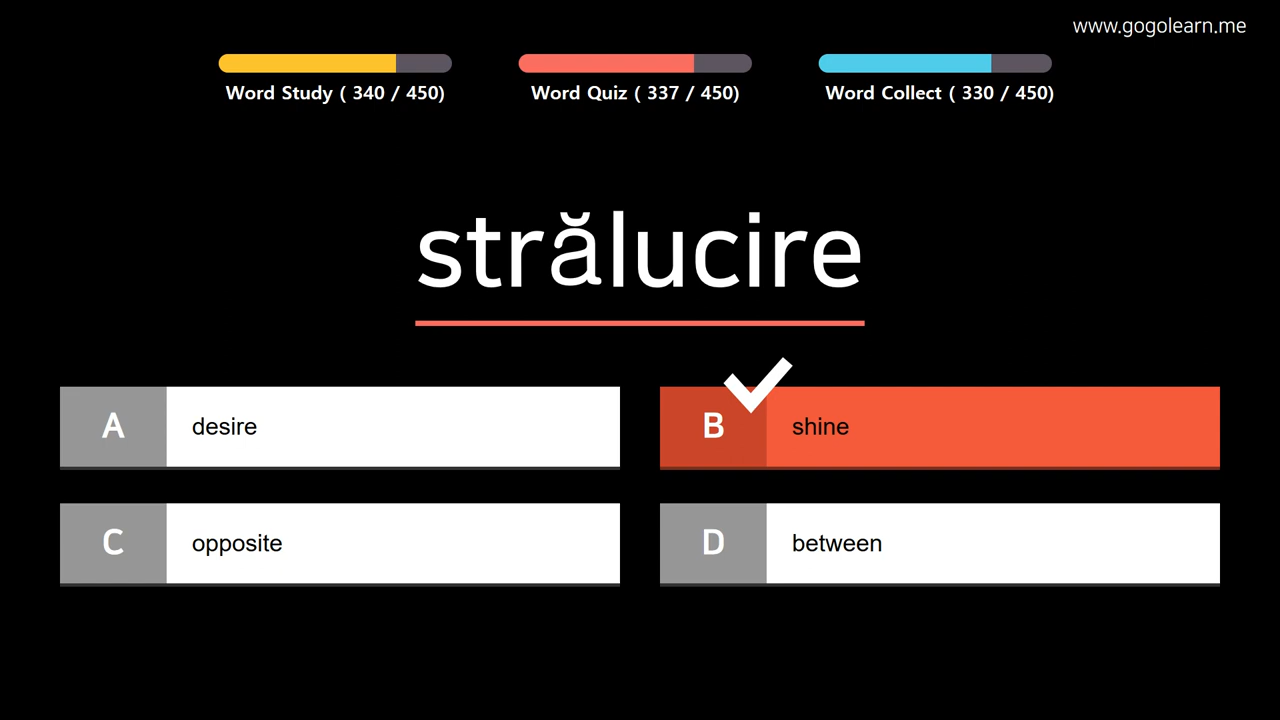 www.gogolearn.me
Word Study ( 340 / 450)
Word Quiz ( 337 / 450)
Word Collect ( 330 / 450)
strălucire
A desire
B shine
C opposite
D between